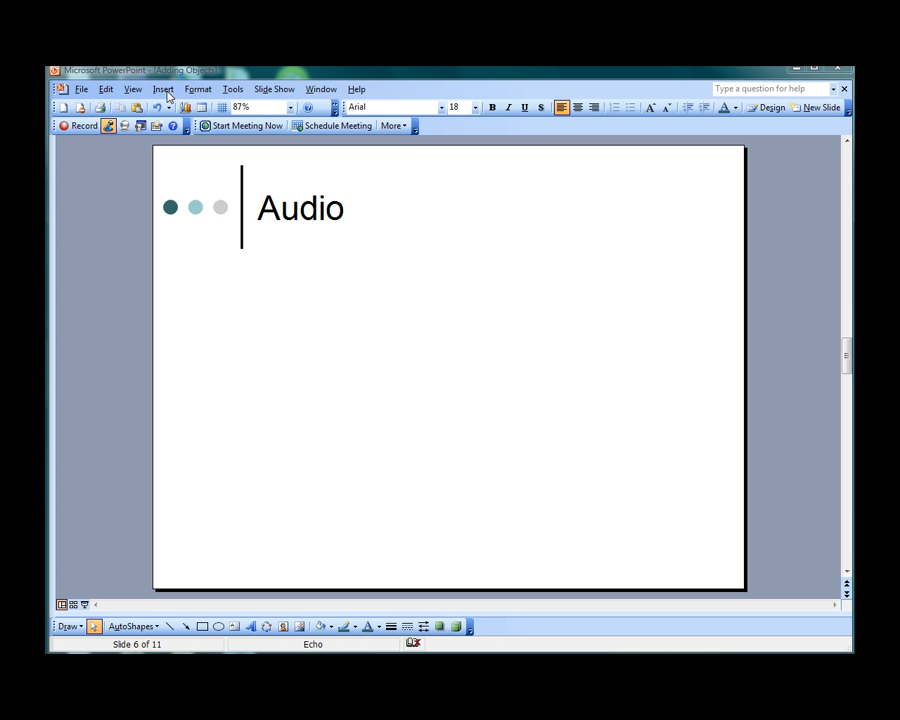 Microsoft PowerPoint - [Adding Objects]
File Edit View Insert Format Tools Slide Show Window Help Type a question for help
87% Arial 18 B I U S A A A Design New Slide
Record Start Meeting Now Schedule Meeting More
Audio
Draw AutoShapes A A
Slide 6 of 11 Echo